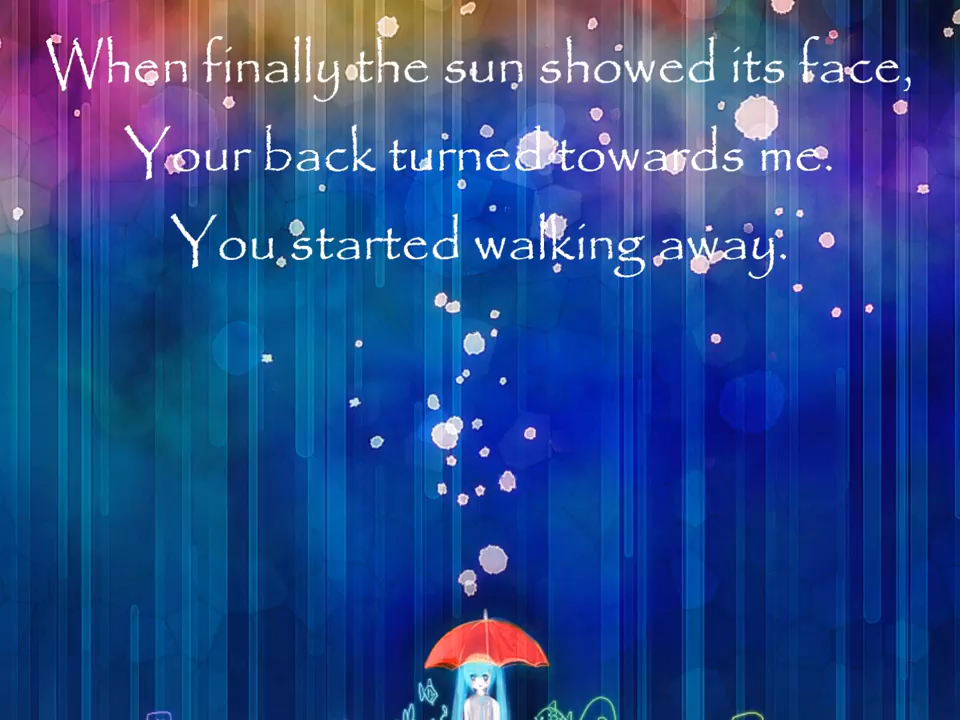 When finally the sun showed its face,
Your back turned towards me.
You started walking away.